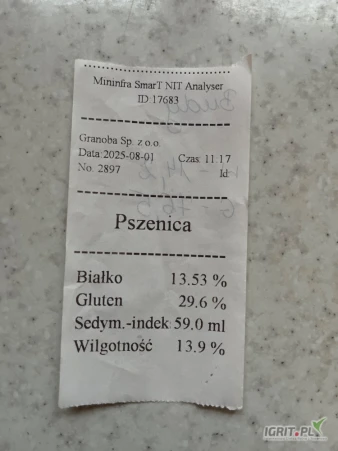 Mininfra SmarT NIT Analyser
ID 17683
Granoba Sp. z o.o
Data:2025-08-01 Czas: 11.17
No. 2897 Id:
Pszenica
Białko 13.53 %
Gluten 29.6 %
Sedym.-indek 59.0 ml
Wilgotność 13.9 %
IGRIT.PL